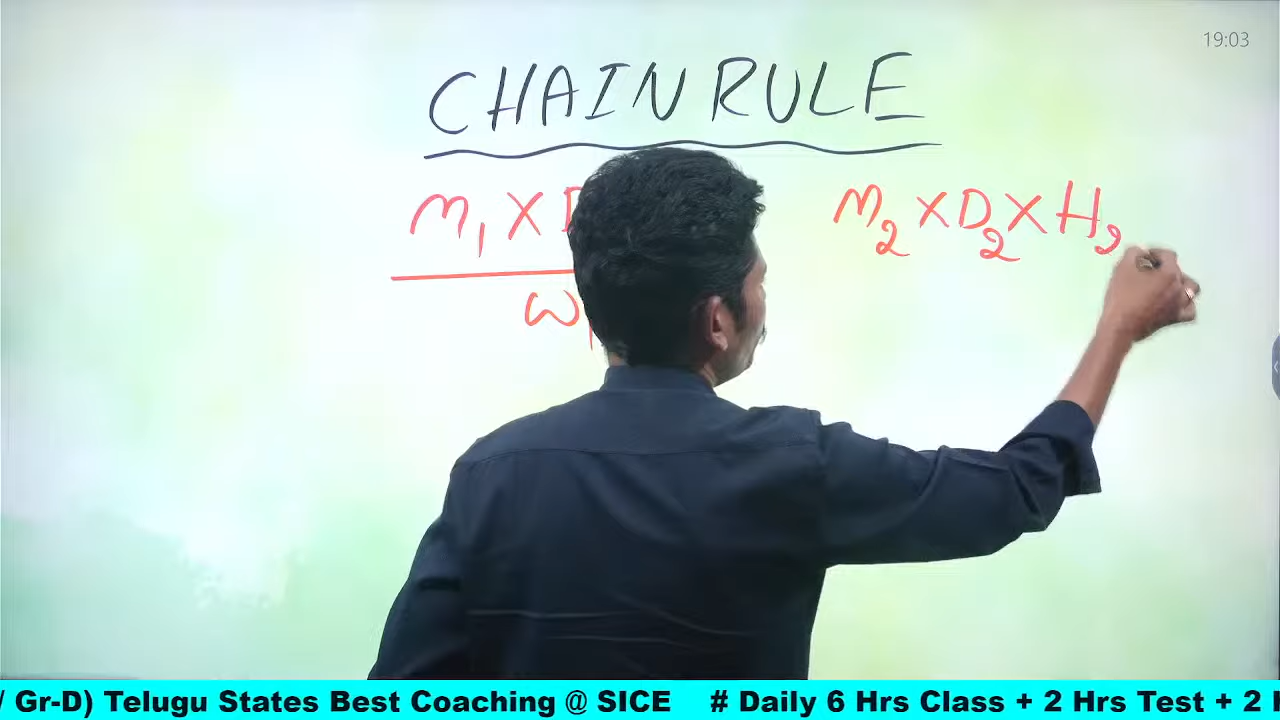 19:03
CHAIN RULE
M₁ X D M₂ X D₂ X H₂
W₁
/ Gr-D) Telugu States Best Coaching @ SICE # Daily 6 Hrs Class + 2 Hrs Test + 2